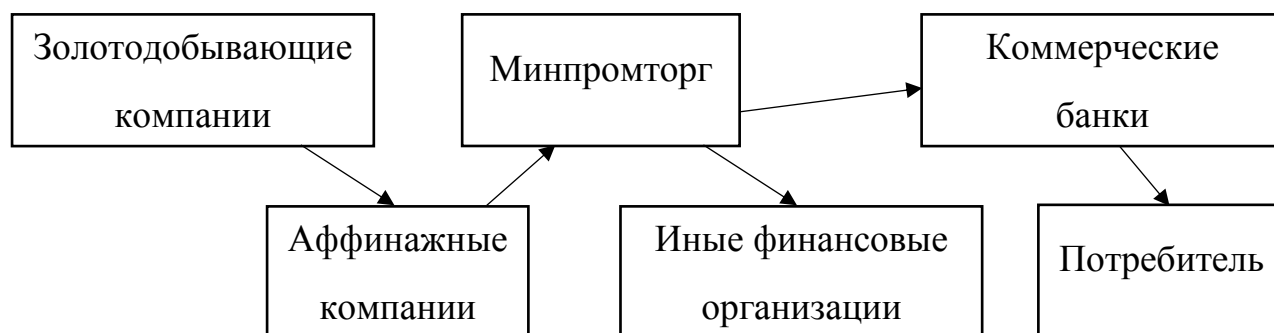 Золотодобывающие
компании
Минпромторг
Коммерческие
банки
Аффинажные
компании
Иные финансовые
организации
Потребитель